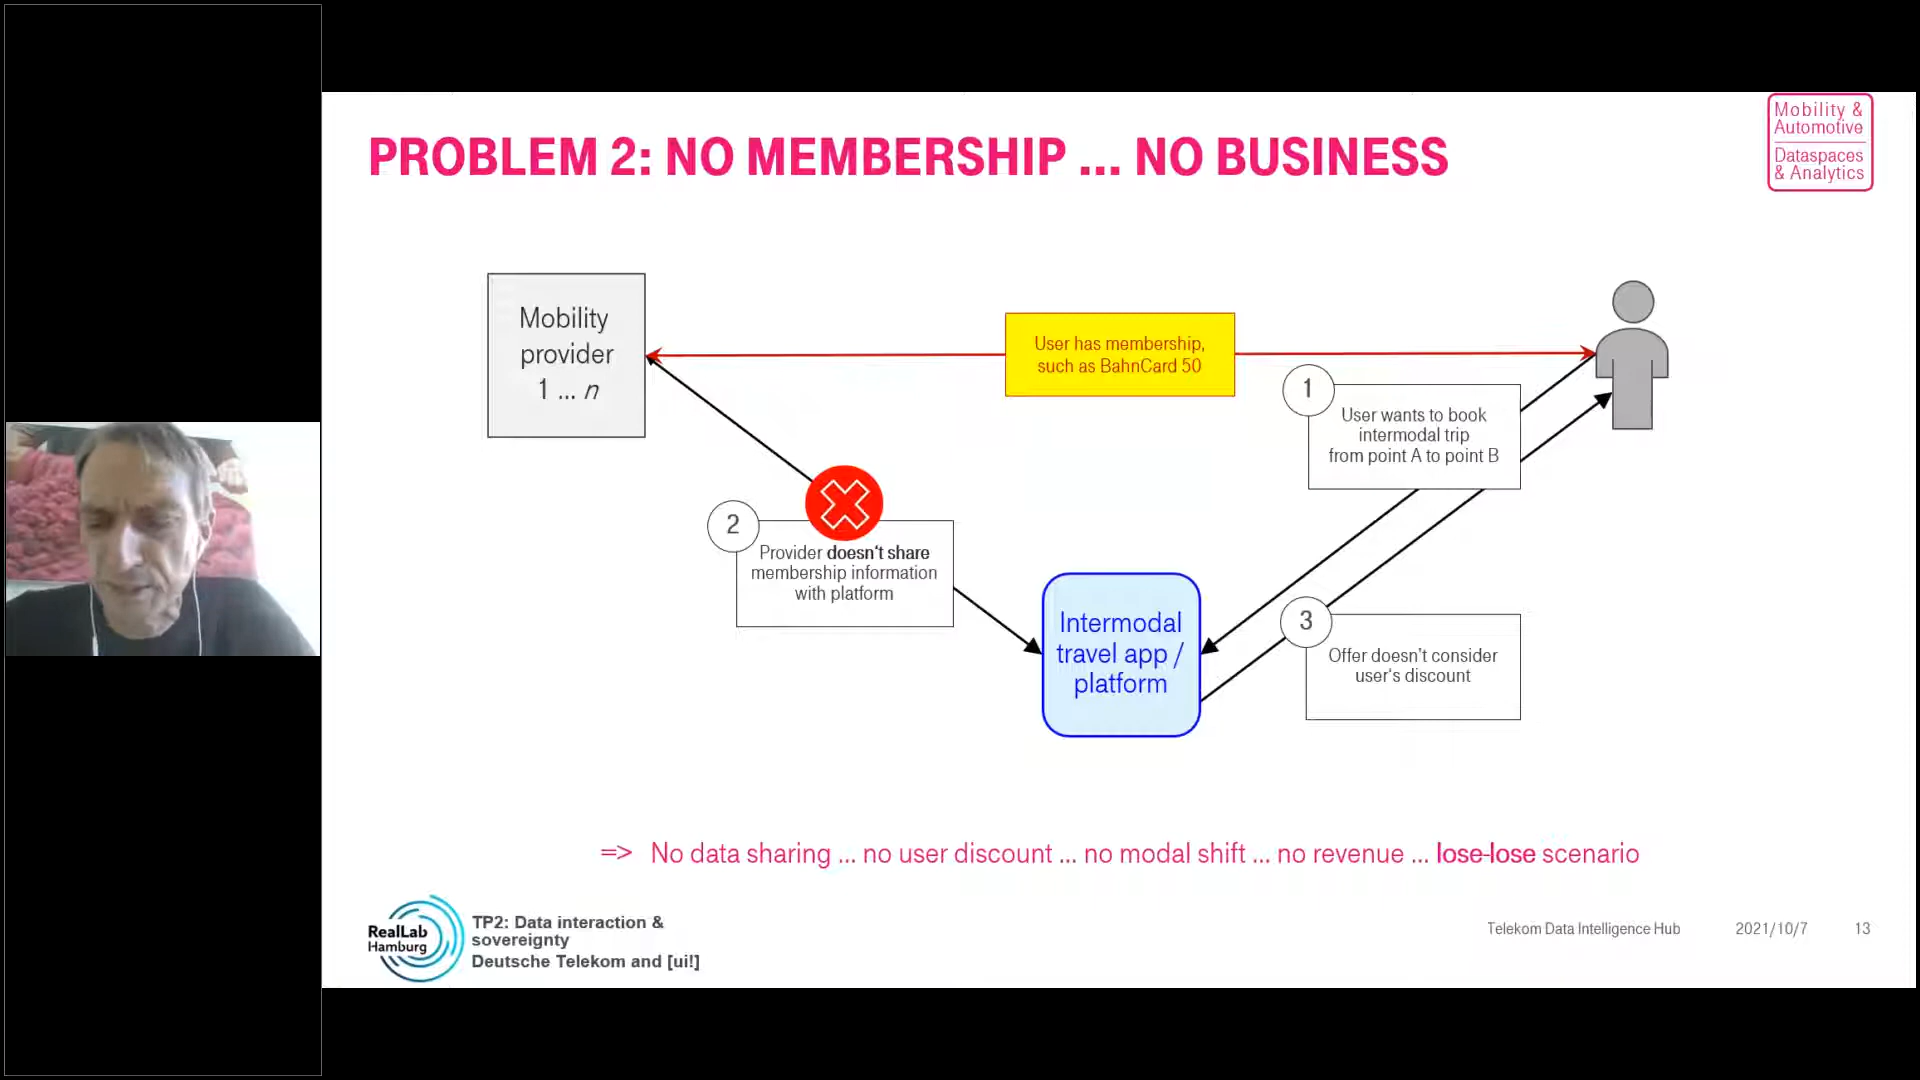 Mobility &
Automotive
Dataspaces
& Analytics
PROBLEM 2: NO MEMBERSHIP ... NO BUSINESS
Mobility
provider
1 ... n
User has membership,
such as BahnCard 50
1
User wants to book
intermodal trip
from point A to point B
2
Provider doesn't share
membership information
with platform
Intermodal
travel app /
platform
3
Offer doesn't consider
user's discount
=> No data sharing ... no user discount ... no modal shift ... no revenue ... lose-lose scenario
RealLab
Hamburg
TP2: Data interaction &
sovereignty
Deutsche Telekom and [ui!]
Telekom Data Intelligence Hub 2021/10/7 13